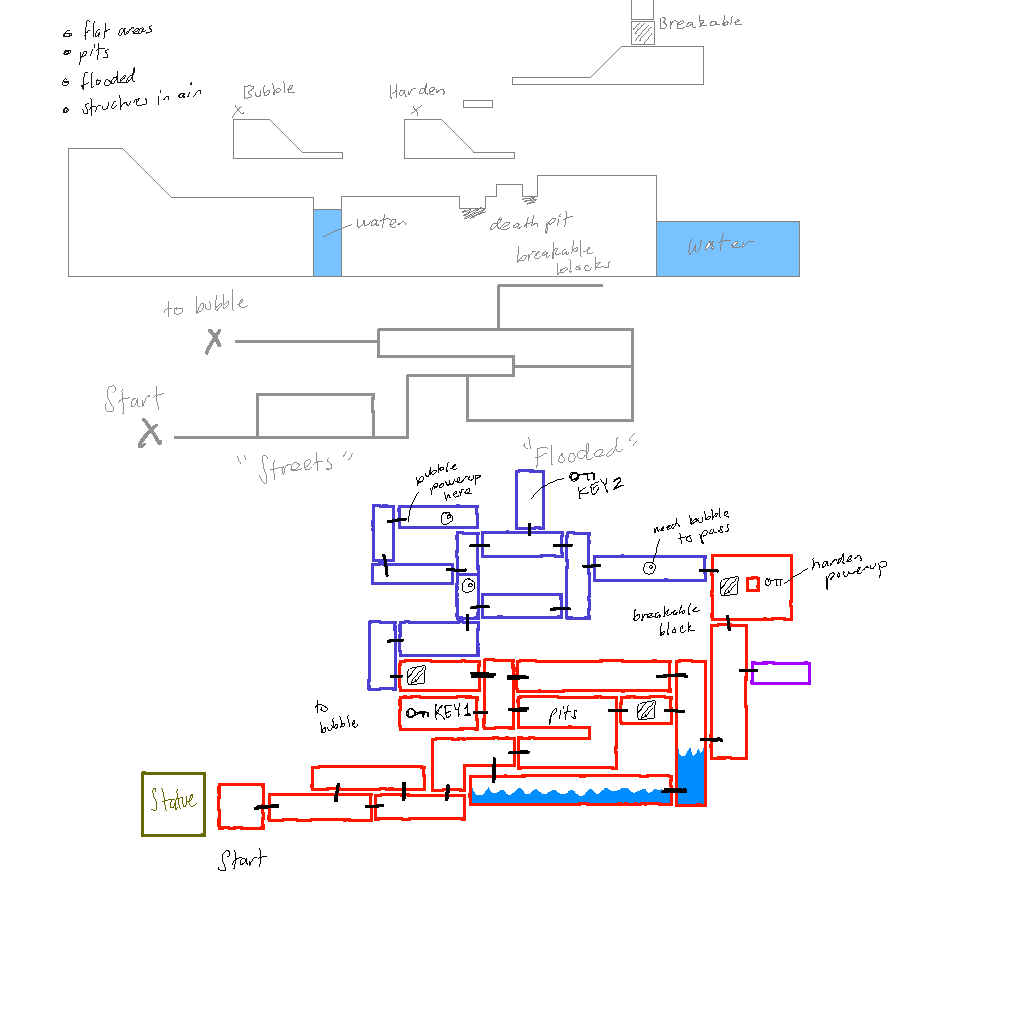 flat areas
pits
flooded
structures in air
Breakable
Bubble
Harden
X
X
water
death pit
breakable
blocks
Water
to bubble
X
Start
X
"Streets"
"Flooded"
bubble
powerup
here
KEY2
need bubble
to pass
harden
powerup
breakable
block
KEY1
pits
to
bubble
Statue
Start